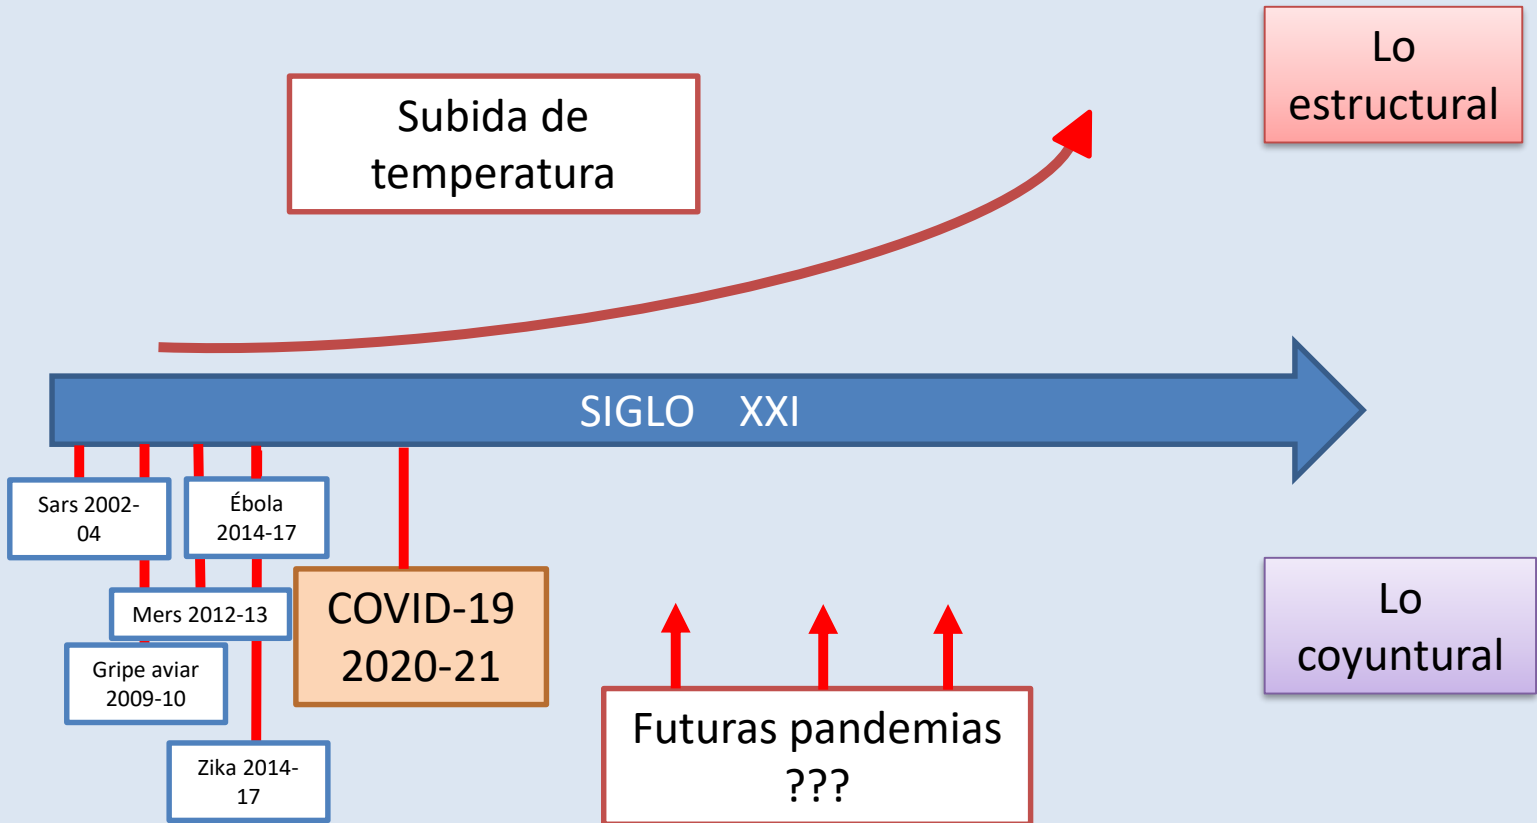 Lo
estructural
Subida de
temperatura
SIGLO XXI
Sars 2002-
04
Ébola
2014-17
Mers 2012-13
Gripe aviar
2009-10
Zika 2014-
17
COVID-19
2020-21
Futuras pandemias
???
Lo
coyuntural